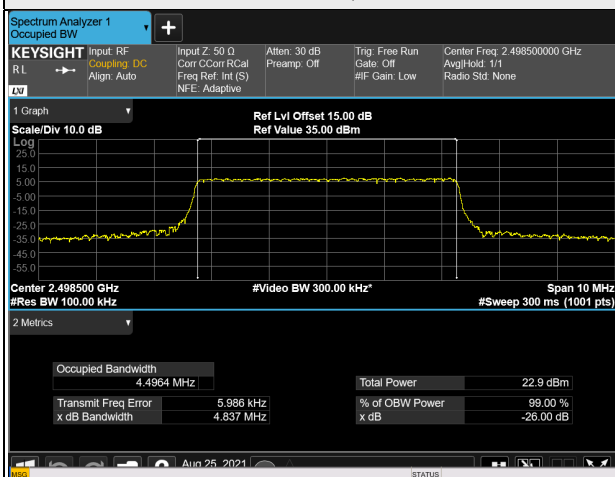 Spectrum Analyzer 1
Occupied BW
KEYSIGHT
R L
LXI
Input: RF
Coupling: DC
Align: Auto
Input Z: 50 Ω
Corr CCorr RCal
Freq Ref: Int (S)
NFE: Adaptive
Atten: 30 dB
Preamp: Off
Trig: Free Run
Gate: Off
#IF Gain: Low
Center Freq: 2.498500000 GHz
Avg|Hold: 1/1
Radio Std: None
1 Graph
Scale/Div 10.0 dB
Ref Lvl Offset 15.00 dB
Ref Value 35.00 dBm
Log
25.0
15.0
5.00
-5.00
-15.0
-25.0
-35.0
-45.0
-55.0
Center 2.498500 GHz
#Video BW 300.00 kHz*
Span 10 MHz
#Res BW 100.00 kHz
#Sweep 300 ms (1001 pts)
2 Metrics
Occupied Bandwidth
4.4964 MHz
Total Power 22.9 dBm
Transmit Freq Error 5.986 kHz
% of OBW Power 99.00 %
x dB Bandwidth 4.837 MHz
x dB -26.00 dB
Aug 25, 2021
MSG
STATUS